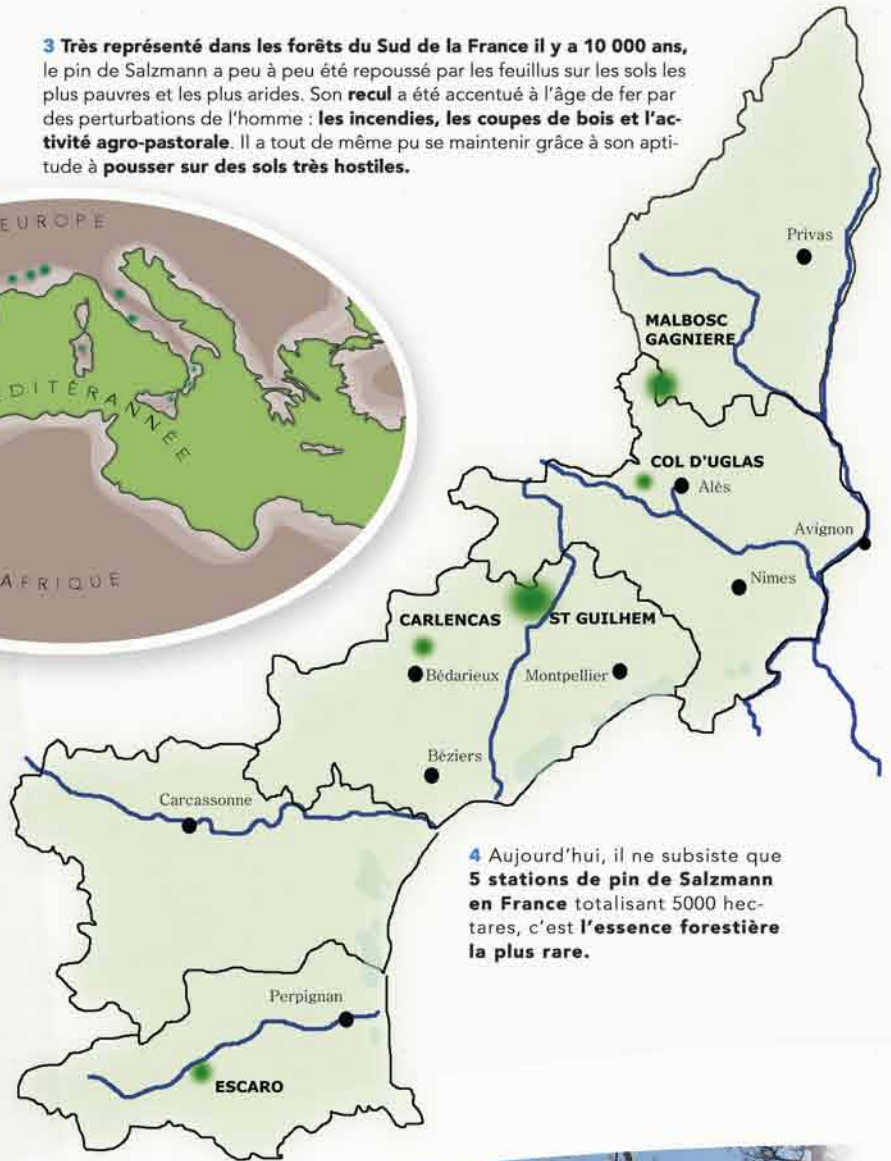 3 Très représenté dans les forêts du Sud de la France il y a 10 000 ans,
le pin de Salzmann a peu à peu été repoussé par les feuillus sur les sols les
plus pauvres et les plus arides. Son recul a été accentué à l'âge de fer par
des perturbations de l'homme : les incendies, les coupes de bois et l'ac-
tivité agro-pastorale. Il a tout de même pu se maintenir grâce à son apti-
tude à pousser sur des sols très hostiles.
EUROPE
EDITÉRANNÉE
AFRIQUE
Privas
MALBOSC
GAGNIERE
COL D'UGLAS
Alés
Avignon
Nîmes
CARLENCAS
ST GUILHEM
Bédarieux
Montpellier
Béziers
Carcassonne
4 Aujourd'hui, il ne subsiste que
5 stations de pin de Salzmann
en France totalisant 5000 hec-
tares, c'est l'essence forestière
la plus rare.
Perpignan
ESCARO